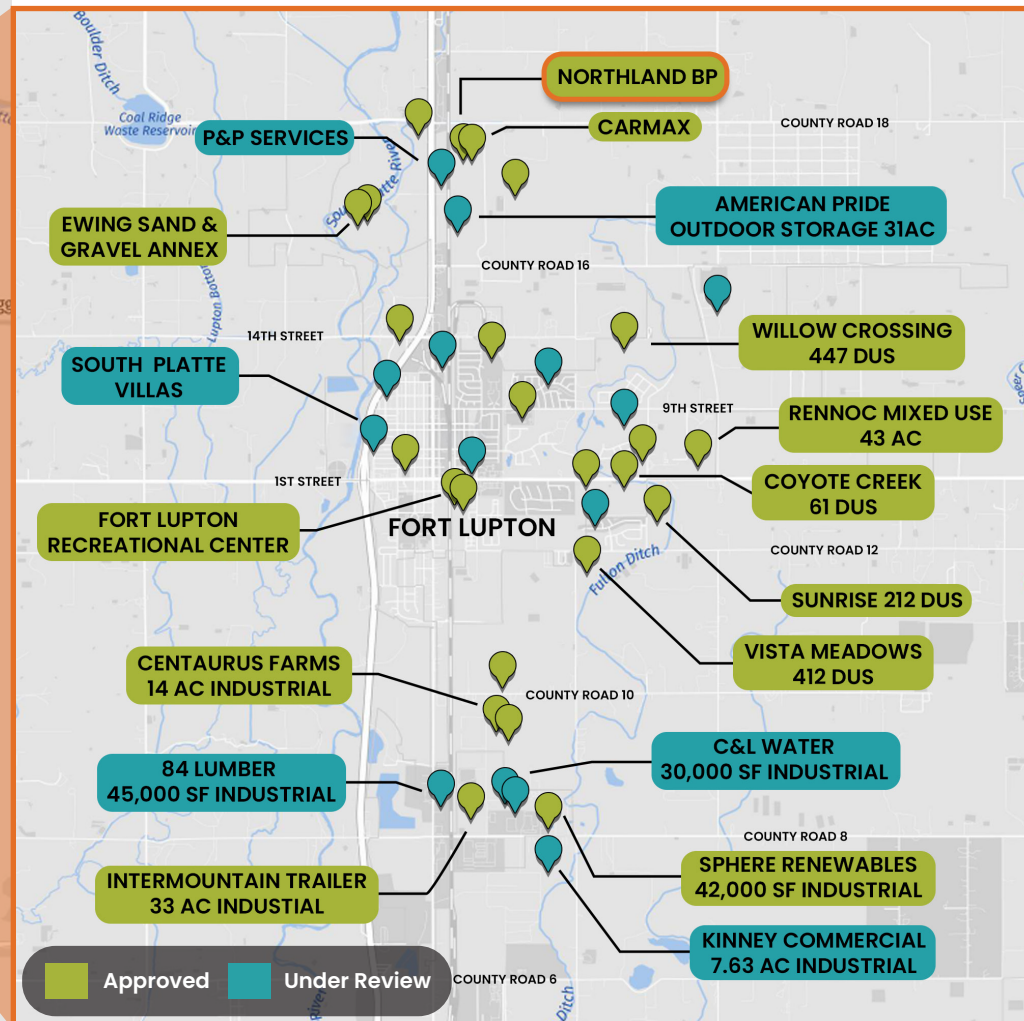 Boulder Ditch
NORTHLAND BP
Coal Ridge
Waste Reservoir
P&P SERVICES
CARMAX
COUNTY ROAD 18
AMERICAN PRIDE
OUTDOOR STORAGE 31AC
EWING SAND &
GRAVEL ANNEX
COUNTY ROAD 16
Lupton Botto
14TH STREET
WILLOW CROSSING
447 DUS
SOUTH PLATTE
VILLAS
9TH STREET
RENNOC MIXED USE
43 AC
1ST STREET
COYOTE CREEK
61 DUS
FORT LUPTON
RECREATIONAL CENTER
FORT LUPTON
COUNTY ROAD 12
Fulton Ditch
SUNRISE 212 DUS
VISTA MEADOWS
412 DUS
CENTAURUS FARMS
14 AC INDUSTRIAL
COUNTY ROAD 10
C&L WATER
30,000 SF INDUSTRIAL
84 LUMBER
45,000 SF INDUSTRIAL
COUNTY ROAD 8
SPHERE RENEWABLES
42,000 SF INDUSTRIAL
INTERMOUNTAIN TRAILER
33 AC INDUSTIAL
KINNEY COMMERCIAL
7.63 AC INDUSTRIAL
Approved
Under Review
COUNTY ROAD 6
River
Ditch